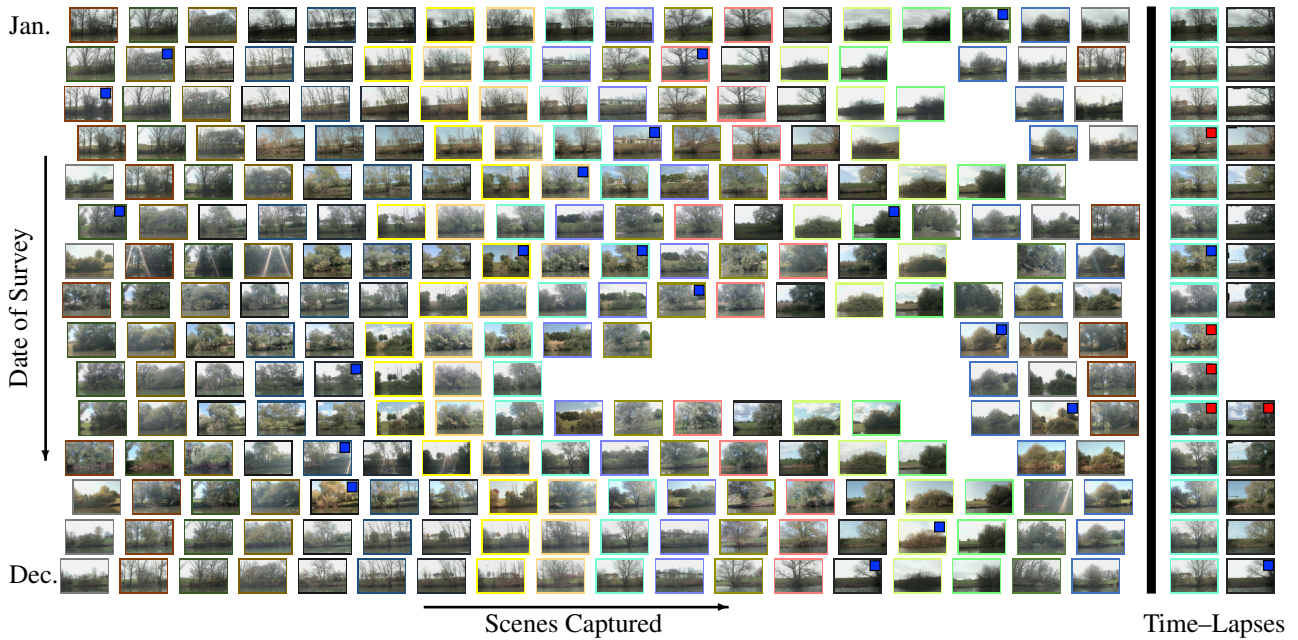 Jan.
Date of Survey
Dec.
Scenes Captured
Time–Lapses